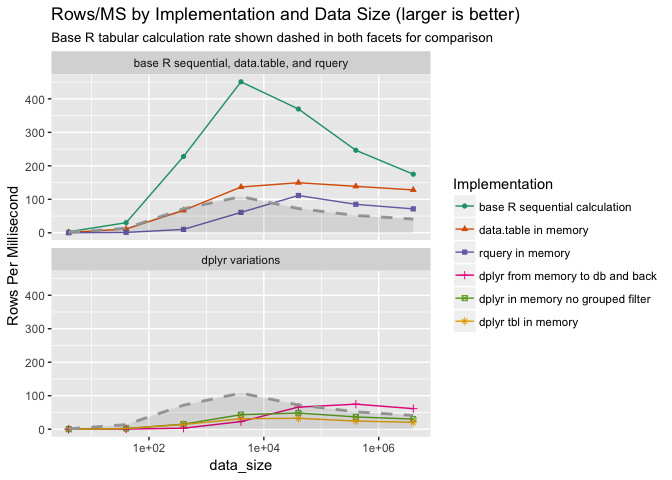 Rows/MS by Implementation and Data Size (larger is better)
Base R tabular calculation rate shown dashed in both facets for comparison
base R sequential, data.table, and rquery
400
300
200
100
0
dplyr variations
400
300
200
100
0
1e+02
1e+04
1e+06
data_size
Rows Per Millisecond
Implementation
base R sequential calculation
data.table in memory
rquery in memory
dplyr from memory to db and back
dplyr in memory no grouped filter
dplyr tbl in memory